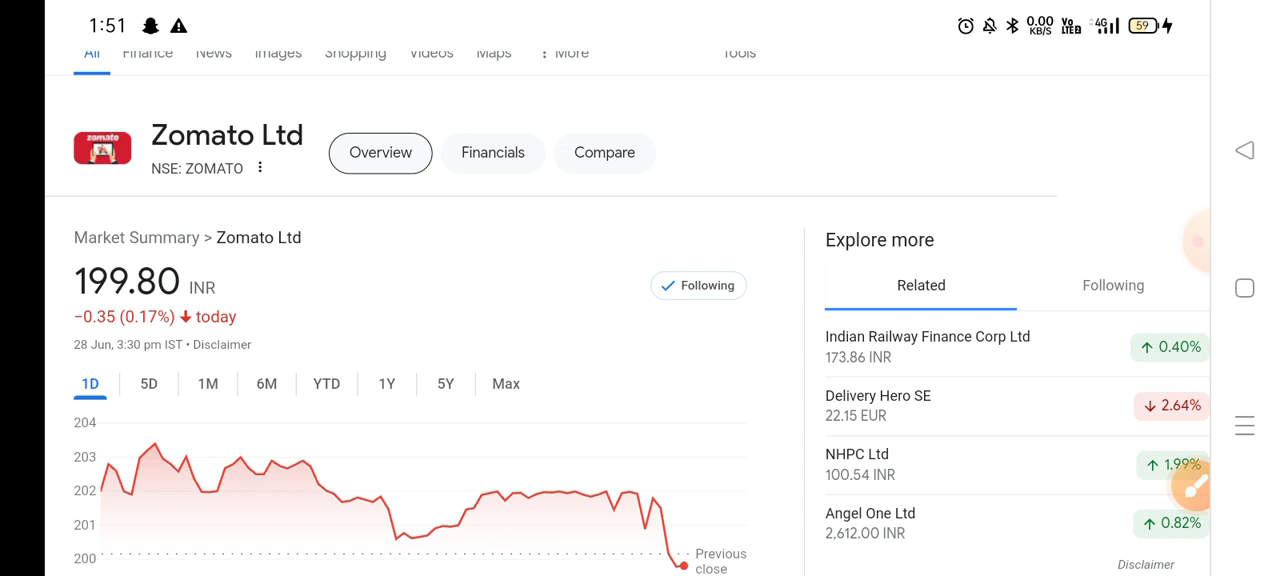 1:51
0.00 KB/S
Vo LTE
4G
59
All Finance News Images Shopping Videos Maps : More Tools
zomato
Zomato Ltd
NSE: ZOMATO
Overview Financials Compare
Market Summary > Zomato Ltd
199.80 INR
Following
−0.35 (0.17%) today
28 Jun, 3:30 pm IST • Disclaimer
1D 5D 1M 6M YTD 1Y 5Y Max
204
203
202
201
200
Previous
close
Explore more
Related Following
Indian Railway Finance Corp Ltd
173.86 INR
0.40%
Delivery Hero SE
22.15 EUR
2.64%
NHPC Ltd
100.54 INR
1.99%
Angel One Ltd
2,612.00 INR
0.82%
Disclaimer